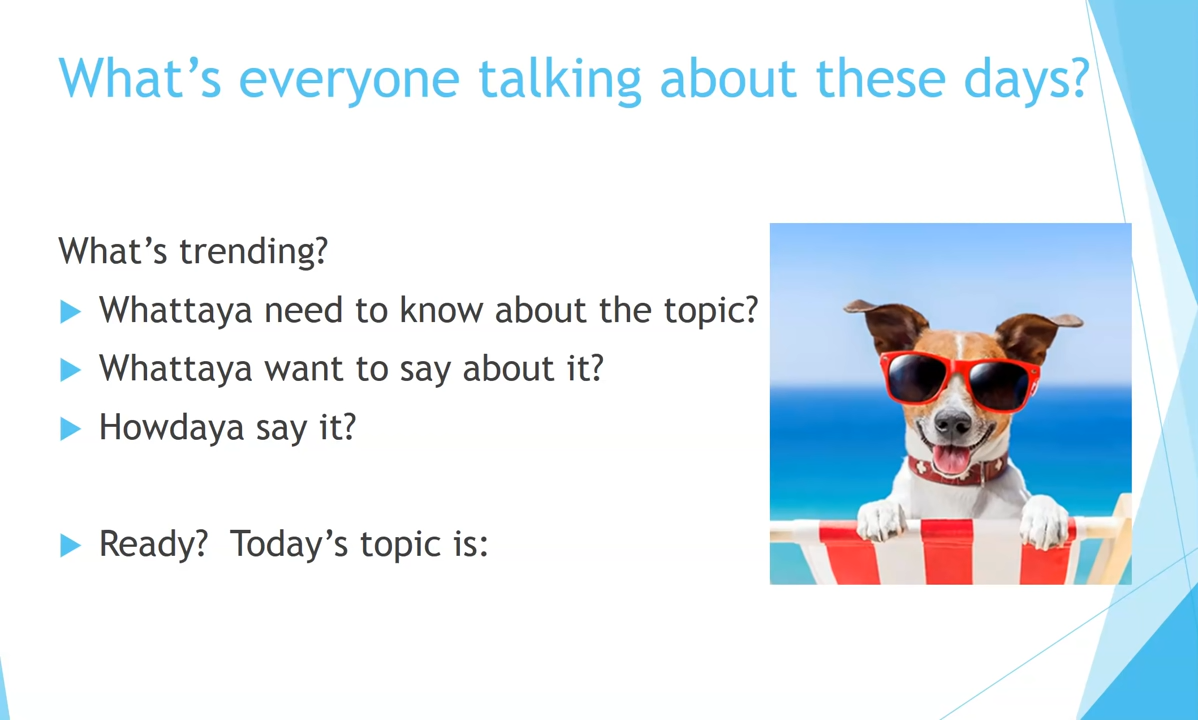 What’s everyone talking about these days?
What’s trending?
Whattaya need to know about the topic?
Whattaya want to say about it?
Howdaya say it?
Ready?  Today’s topic is: